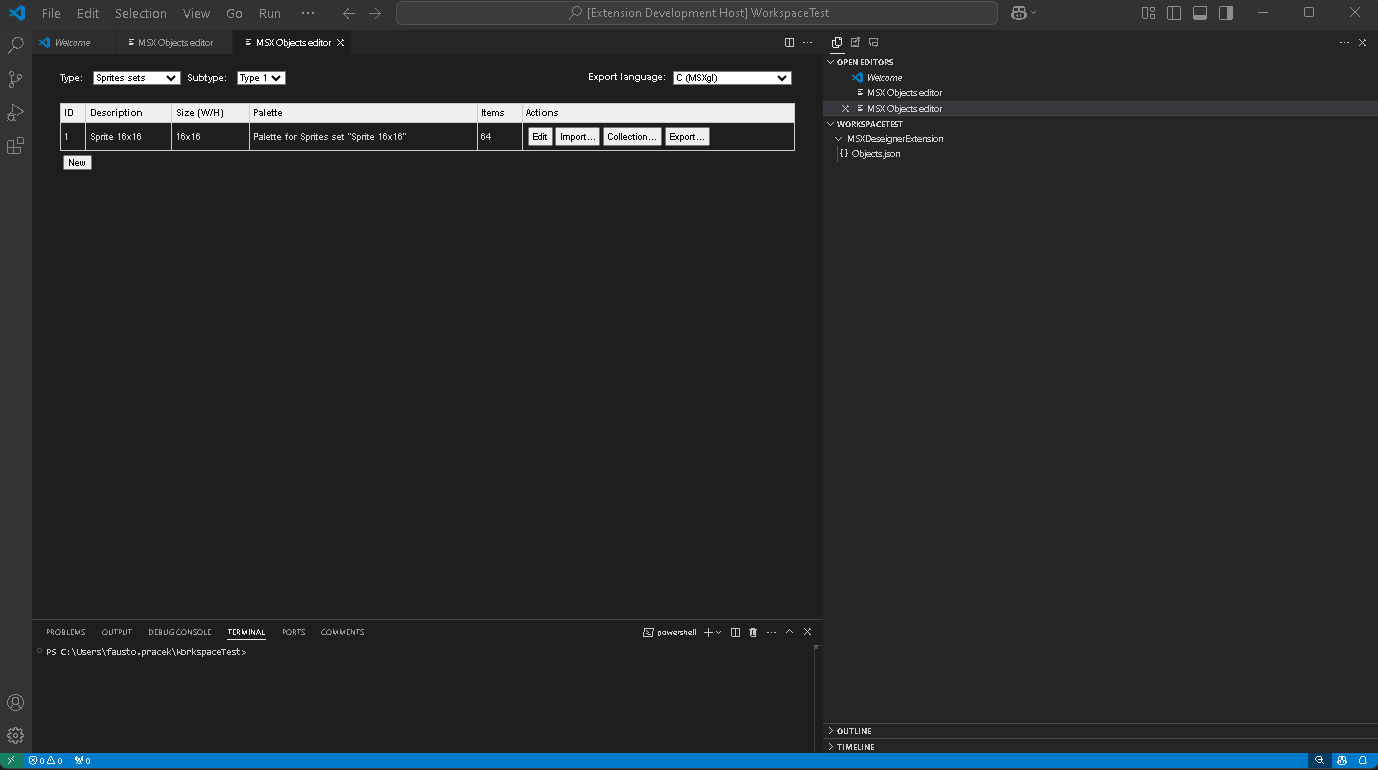 File Edit Selection View Go Run ··· [Extension Development Host] WorkspaceTest
Welcome MSX Objects editor MSX Objects editor
Type: Sprites sets Subtype: Type 1 Export language: C (MSXgl)
ID Description Size (W/H) Palette Items Actions
1 Sprite 16x16 16x16 Palette for Sprites set "Sprite 16x16" 64 Edit Import... Collection... Export...
New
OPEN EDITORS
Welcome
MSX Objects editor
MSX Objects editor
WORKSPACETEST
MSXDeseignerExtension
{} Objects.json
PROBLEMS OUTPUT DEBUG CONSOLE TERMINAL PORTS COMMENTS powershell
PS C:\Users\fausto.pracek\WorkspaceTest>
OUTLINE
TIMELINE
0 0 0